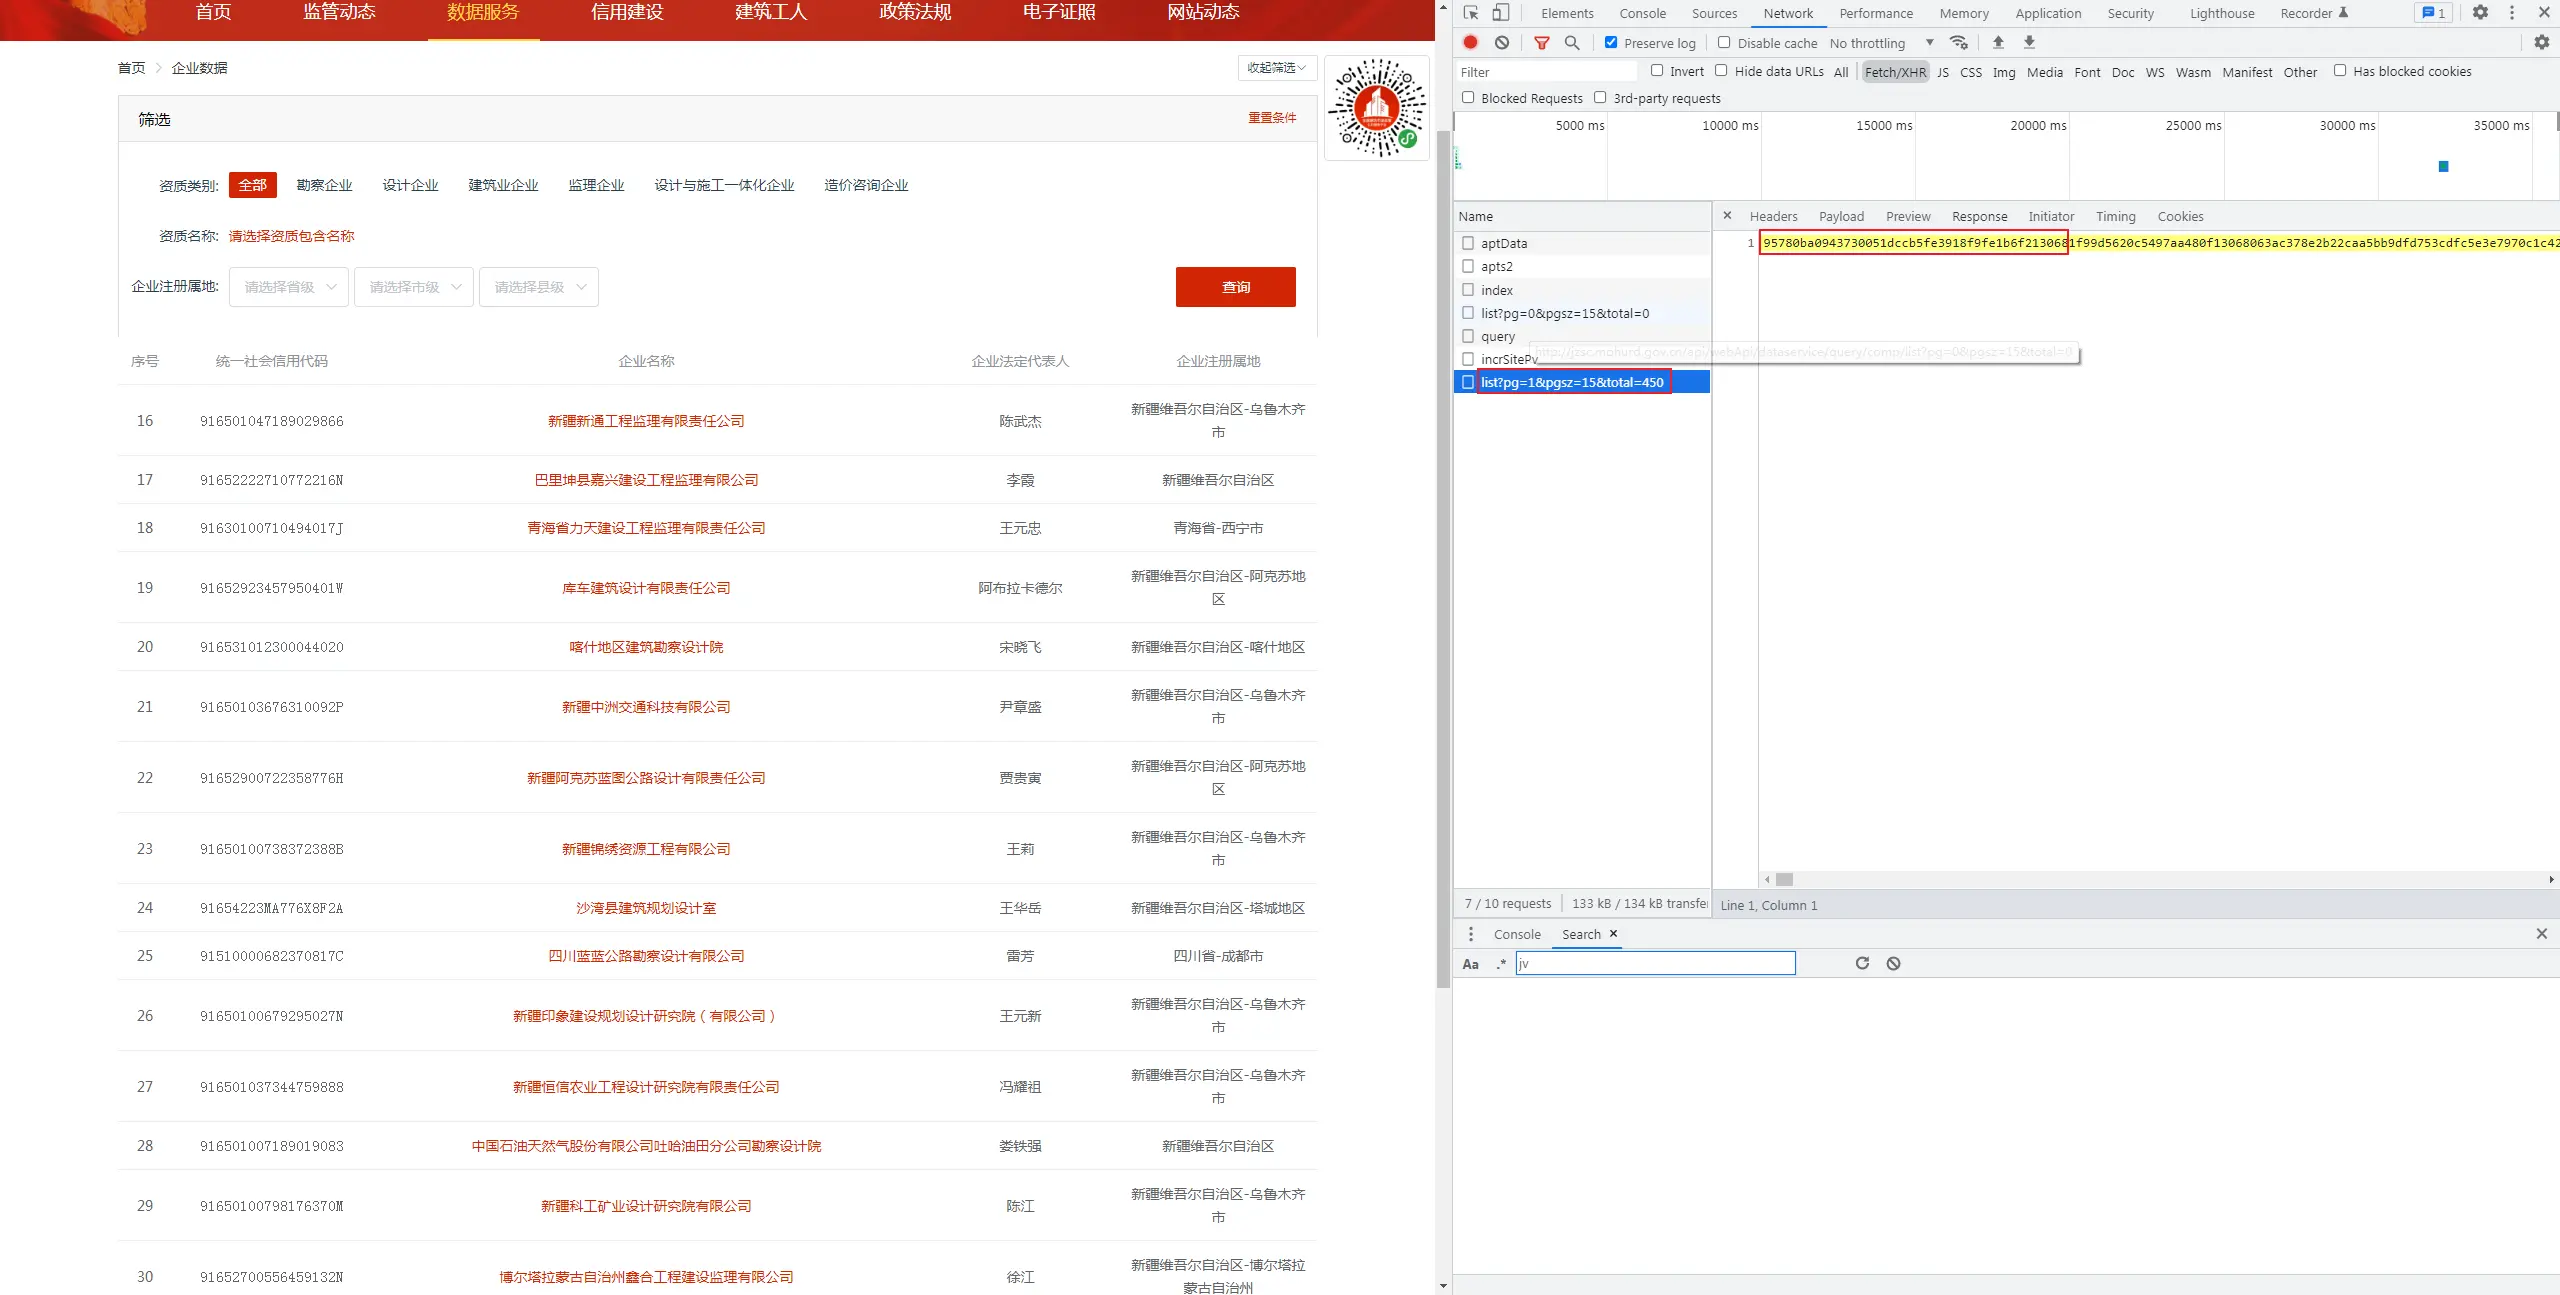 首页 监管动态 数据服务 信用建设 建筑工人 政策法规 电子证照 网站动态
首页 企业数据
收起筛选
筛选
重置条件
资质类别: 全部 勘察企业 设计企业 建筑业企业 监理企业 设计与施工一体化企业 造价咨询企业
资质名称: 请选择资质包含名称
企业注册属地: 请选择省级 请选择市级 请选择县级 查询
序号 统一社会信用代码 企业名称 企业法定代表人 企业注册属地
16 916501047189029866 新疆新通工程监理有限责任公司 陈武杰 新疆维吾尔自治区-乌鲁木齐
市
17 91652222710772216N 巴里坤县嘉兴建设工程监理有限公司 李霞 新疆维吾尔自治区
18 91630100710494017J 青海省力天建设工程监理有限责任公司 王元忠 青海省-西宁市
19 91652923457950401W 库车建筑设计有限责任公司 阿布拉卡德尔 新疆维吾尔自治区-阿克苏地
区
20 916531012300044020 喀什地区建筑勘察设计院 宋晓飞 新疆维吾尔自治区-喀什地区
21 91650103676310092P 新疆中洲交通科技有限公司 尹章盛 新疆维吾尔自治区-乌鲁木齐
市
22 91652900722358776H 新疆阿克苏蓝图公路设计有限责任公司 贾贵寅 新疆维吾尔自治区-阿克苏地
区
23 91650100738372388B 新疆锦绣资源工程有限公司 王莉 新疆维吾尔自治区-乌鲁木齐
市
24 91654223MA776X8F2A 沙湾县建筑规划设计室 王华岳 新疆维吾尔自治区-塔城地区
25 91510000682370817C 四川蓝蓝公路勘察设计有限公司 雷芳 四川省-成都市
26 91650100679295027N 新疆印象建设规划设计研究院（有限公司） 王元新 新疆维吾尔自治区-乌鲁木齐
市
27 916501037344759888 新疆恒信农业工程设计研究院有限责任公司 冯耀祖 新疆维吾尔自治区-乌鲁木齐
市
28 916501007189019083 中国石油天然气股份有限公司吐哈油田分公司勘察设计院 娄铁强 新疆维吾尔自治区
29 91650100798176370M 新疆科工矿业设计研究院有限公司 陈江 新疆维吾尔自治区-乌鲁木齐
市
30 91652700556459132N 博尔塔拉蒙古自治州鑫合工程建设监理有限公司 徐江 新疆维吾尔自治区-博尔塔拉
蒙古自治州
Elements Console Sources Network Performance Memory Application Security Lighthouse Recorder 1
Preserve log Disable cache No throttling
Filter Invert Hide data URLs All Fetch/XHR JS CSS Img Media Font Doc WS Wasm Manifest Other Has blocked cookies
Blocked Requests 3rd-party requests
5000 ms 10000 ms 15000 ms 20000 ms 25000 ms 30000 ms 35000 ms
Name
× Headers Payload Preview Response Initiator Timing Cookies
aptData
apts2
index
list?pg=0&pgsz=15&total=0
query
incrSitePv
list?pg=1&pgsz=15&total=450
1 95780ba0943730051dccb5fe3918f9fe1b6f2130681f99d5620c5497aa480f13068063ac378e2b22caa5bb9dfd753cdfc5e3e7970c1c42
http://jzsc.mohurd.gov.cn/api/webApi/dataservice/query/comp/list?pg=0&pgsz=15&total=0
7 / 10 requests 133 kB / 134 kB transfer
Line 1, Column 1
Console Search ×
Aa .* jv